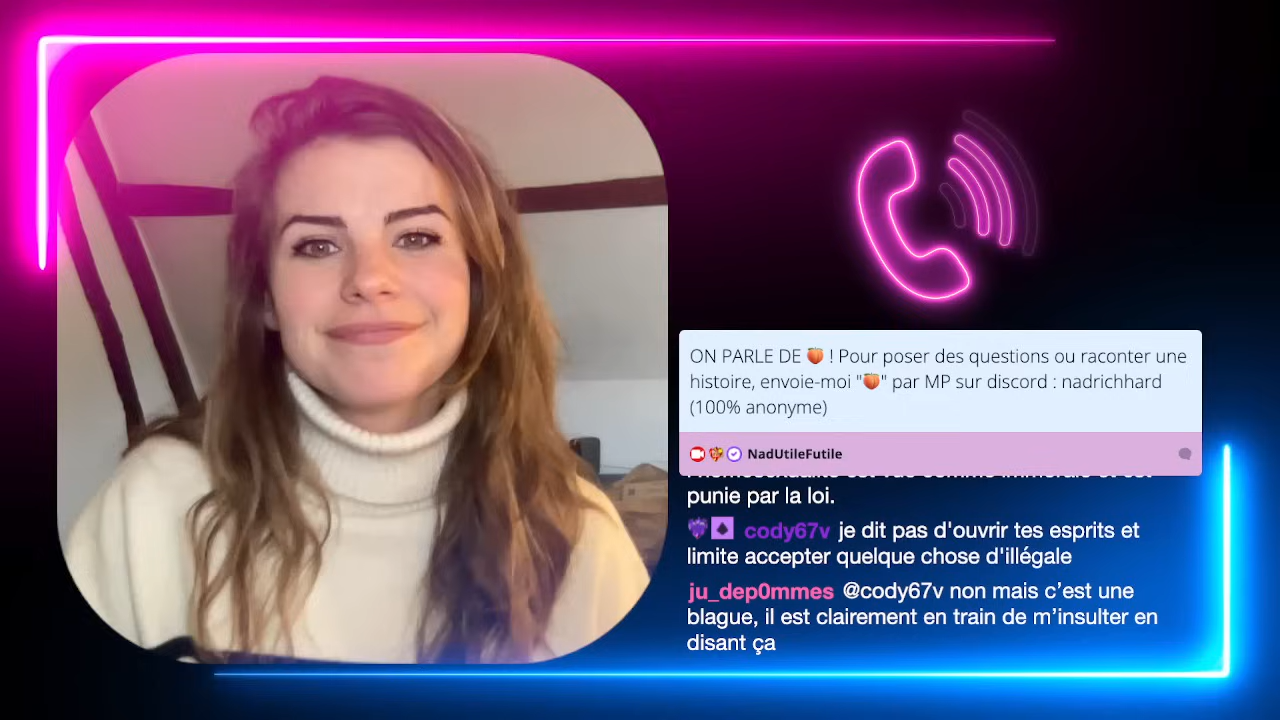 ON PARLE DE 🍑 ! Pour poser des questions ou raconter une
histoire, envoie-moi "🍑" par MP sur discord : nadrichhard
(100% anonyme)
NadUtileFutile
punie par la loi.
cody67v je dit pas d'ouvrir tes esprits et
limite accepter quelque chose d'illégale
ju_dep0mmes @cody67v non mais c’est une
blague, il est clairement en train de m’insulter en
disant ça